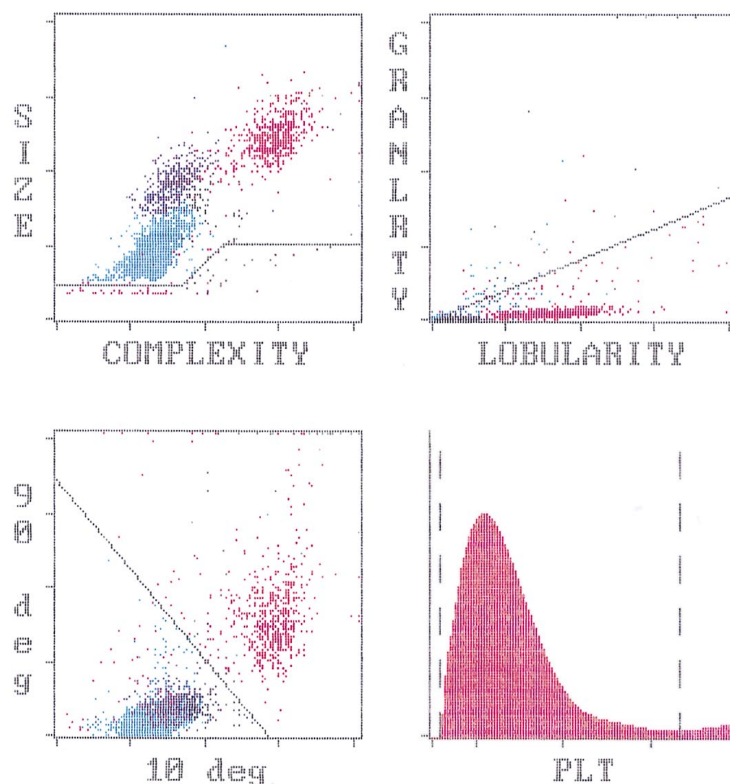 SIZE
COMPLEXITY
GRANLRTY
LOBULARITY
90 deg
10 deg
PLT